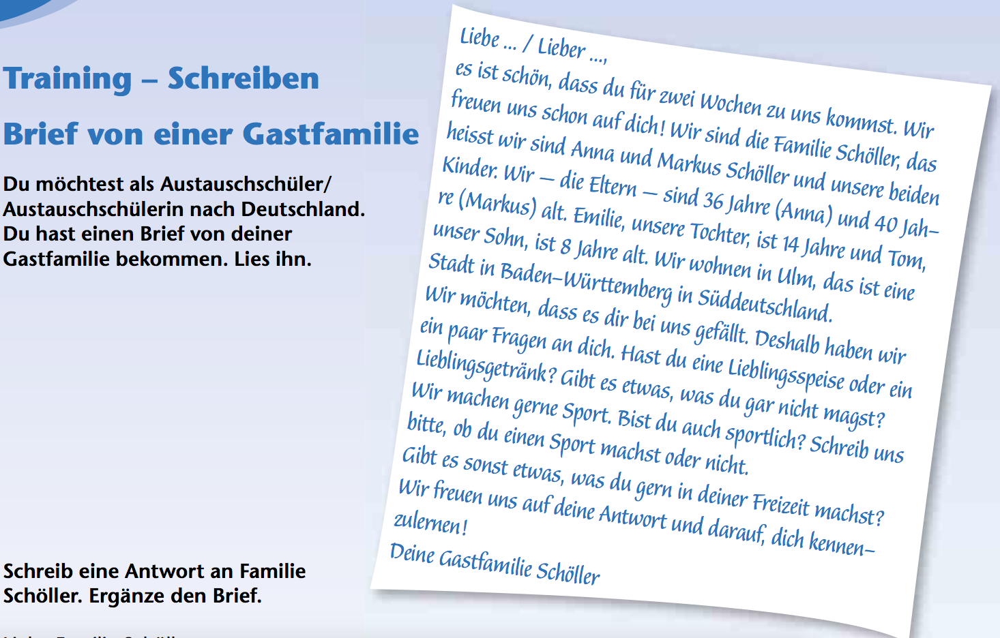 Training – Schreiben
Brief von einer Gastfamilie
Du möchtest als Austauschschüler/
Austauschschülerin nach Deutschland.
Du hast einen Brief von deiner
Gastfamilie bekommen. Lies ihn.
Liebe ... / Lieber ...,
es ist schön, dass du für zwei Wochen zu uns kommst. Wir
freuen uns schon auf dich! Wir sind die Familie Schöller, das
heisst wir sind Anna und Markus Schöller und unsere beiden
Kinder. Wir – die Eltern – sind 36 Jahre (Anna) und 40 Jah-
re (Markus) alt. Emilie, unsere Tochter, ist 14 Jahre und Tom,
unser Sohn, ist 8 Jahre alt. Wir wohnen in Ulm, das ist eine
Stadt in Baden-Württemberg in Süddeutschland.
Wir möchten, dass es dir bei uns gefällt. Deshalb haben wir
ein paar Fragen an dich. Hast du eine Lieblingsspeise oder ein
Lieblingsgetränk? Gibt es etwas, was du gar nicht magst?
Wir machen gerne Sport. Bist du auch sportlich? Schreib uns
bitte, ob du einen Sport machst oder nicht.
Gibt es sonst etwas, was du gern in deiner Freizeit machst?
Wir freuen uns auf deine Antwort und darauf, dich kennen-
zulernen!
Deine Gastfamilie Schöller
Schreib eine Antwort an Familie
Schöller. Ergänze den Brief.